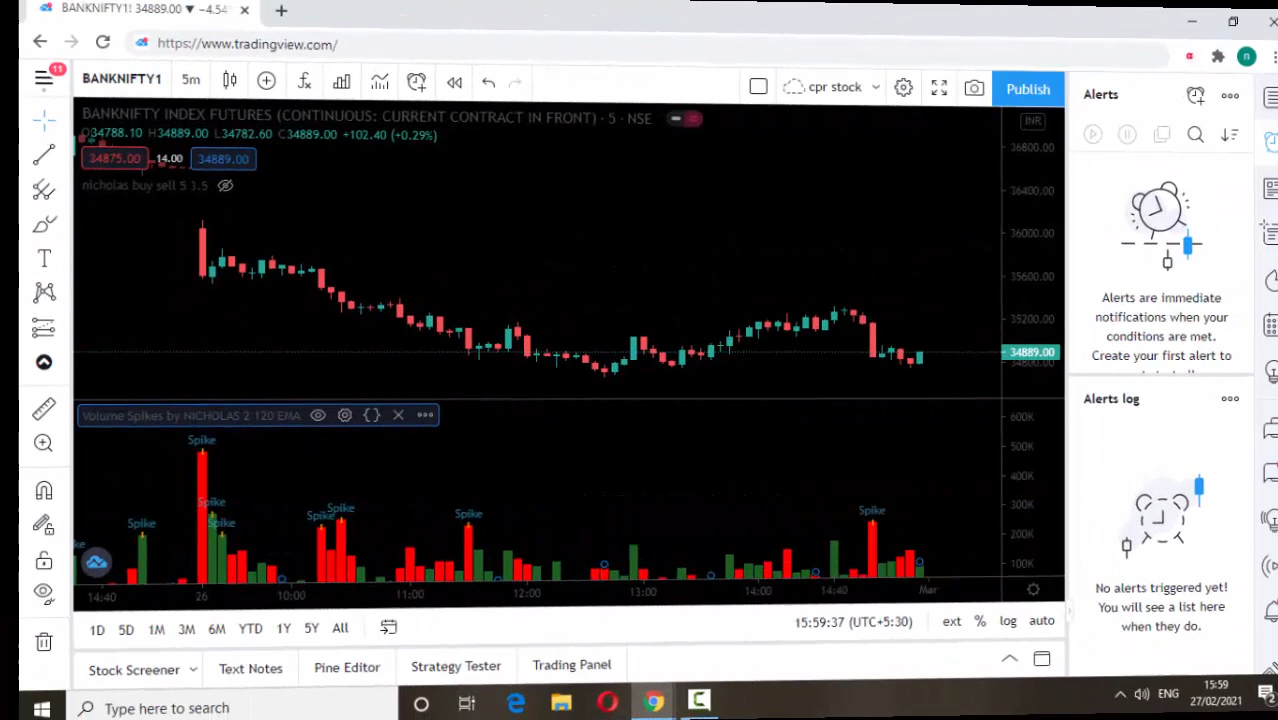 BANKNIFTY1! 34889.00 ▼ −4.54
https://www.tradingview.com/
n
11
BANKNIFTY1
5m
cpr stock
Publish
Alerts
BANKNIFTY INDEX FUTURES (CONTINUOUS: CURRENT CONTRACT IN FRONT) · 5 · NSE
O34788.10 H34889.00 L34782.60 C34889.00 +102.40 (+0.29%)
34875.00 14.00 34889.00
nicholas buy sell 5 3.5
INR
36800.00
36400.00
36000.00
35600.00
35200.00
34889.00
34800.00
Alerts are immediate
notifications when your
conditions are met.
Create your first alert to
Alerts log
Volume Spikes by NICHOLAS 2 120 EMA
600K
500K
400K
300K
200K
100K
Spike
Spike
Spike
Spike
Spike
Spike
Spike
Spike
ke
No alerts triggered yet!
You will see a list here
when they do.
14:40 26 10:00 11:00 12:00 13:00 14:00 14:40 Mar
1D 5D 1M 3M 6M YTD 1Y 5Y All
15:59:37 (UTC+5:30) ext % log auto
Stock Screener Text Notes Pine Editor Strategy Tester Trading Panel
Type here to search
ENG
15:59
27/02/2021
2